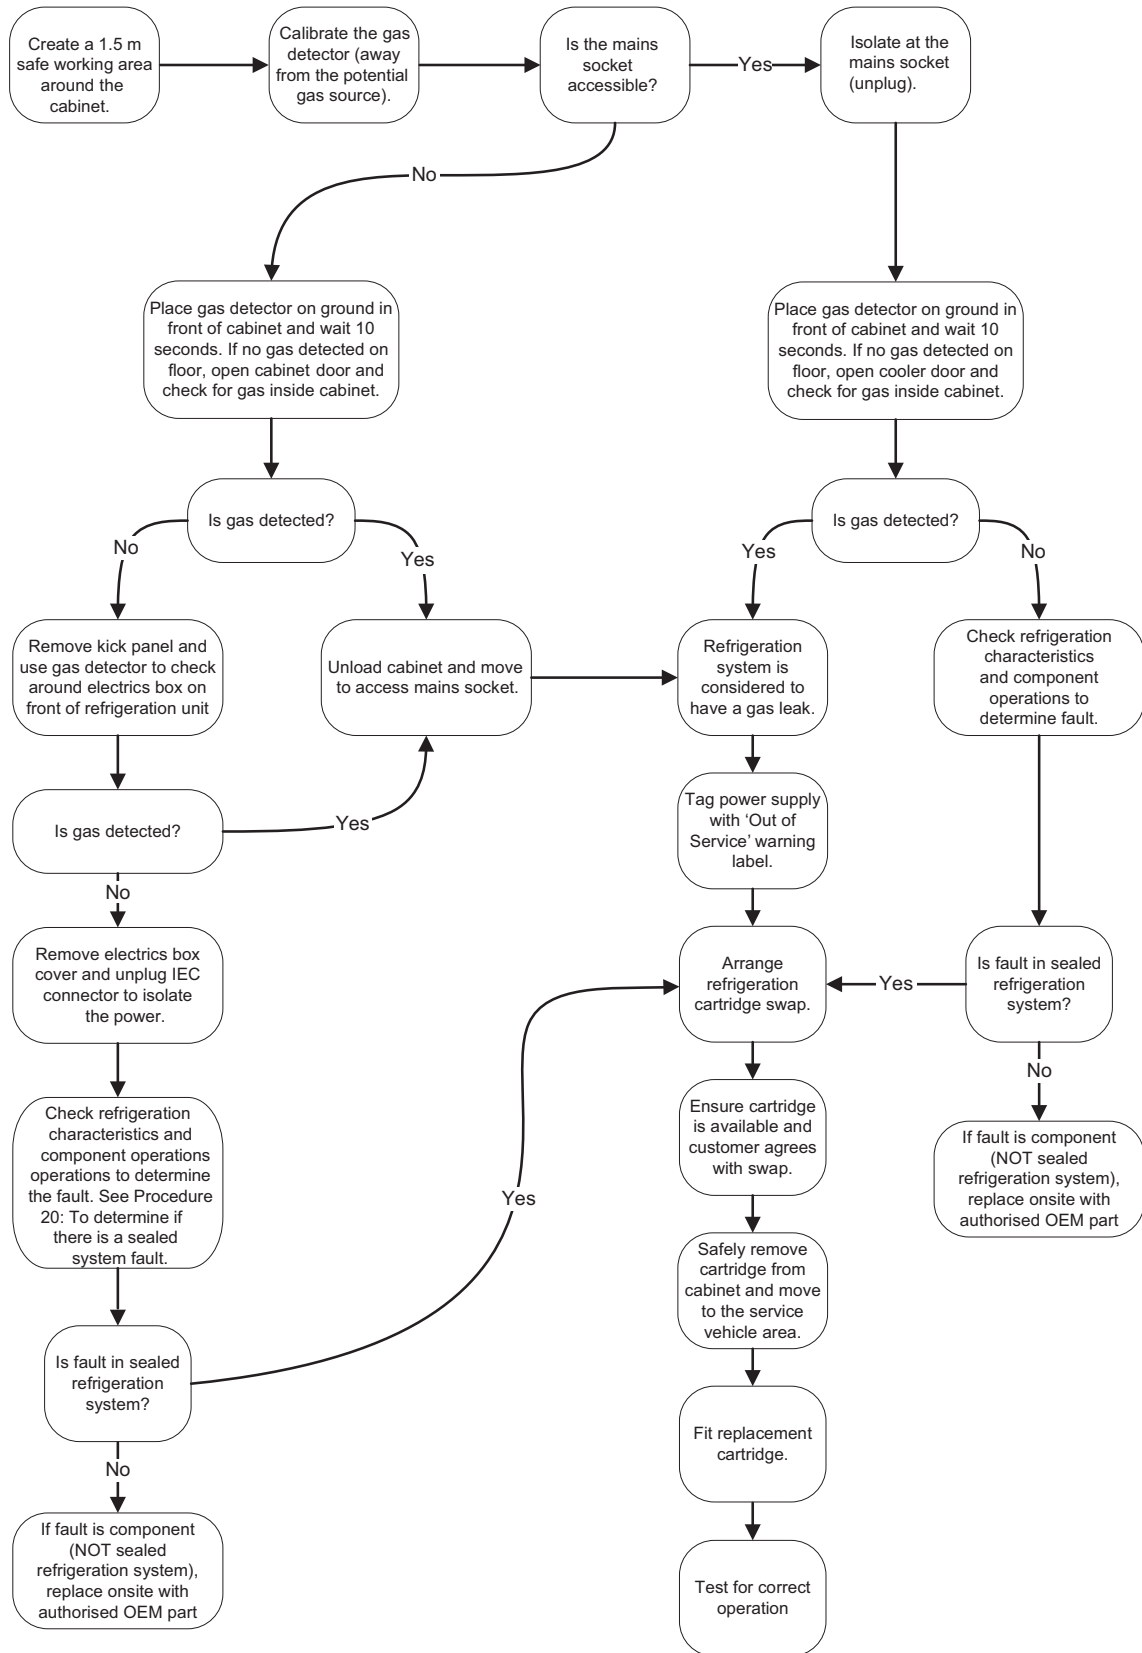 Create a 1.5 m
safe working area
around the
cabinet.
Calibrate the gas
detector (away
from the potential
gas source).
Is the mains
socket
accessible?
Yes
Isolate at the
mains socket
(unplug).
No
Place gas detector on ground in
front of cabinet and wait 10
seconds. If no gas detected on
floor, open cabinet door and
check for gas inside cabinet.
Place gas detector on ground in
front of cabinet and wait 10
seconds. If no gas detected on
floor, open cooler door and
check for gas inside cabinet.
Is gas detected?
Is gas detected?
No
Yes
Yes
No
Remove kick panel and
use gas detector to check
around electrics box on
front of refrigeration unit
Unload cabinet and move
to access mains socket.
Refrigeration
system is
considered to
have a gas leak.
Check refrigeration
characteristics
and component
operations to
determine fault.
Is gas detected?
Yes
Tag power supply
with ‘Out of
Service’ warning
label.
No
Remove electrics box
cover and unplug IEC
connector to isolate
the power.
Arrange
refrigeration
cartridge swap.
Yes
Is fault in sealed
refrigeration
system?
No
Check refrigeration
characteristics and
component operations
operations to determine
the fault. See Procedure
20: To determine if
there is a sealed
system fault.
Ensure cartridge
is available and
customer agrees
with swap.
If fault is component
(NOT sealed
refrigeration system),
replace onsite with
authorised OEM part
Yes
Safely remove
cartridge from
cabinet and move
to the service
vehicle area.
Is fault in sealed
refrigeration
system?
Fit replacement
cartridge.
No
If fault is component
(NOT sealed
refrigeration system),
replace onsite with
authorised OEM part
Test for correct
operation